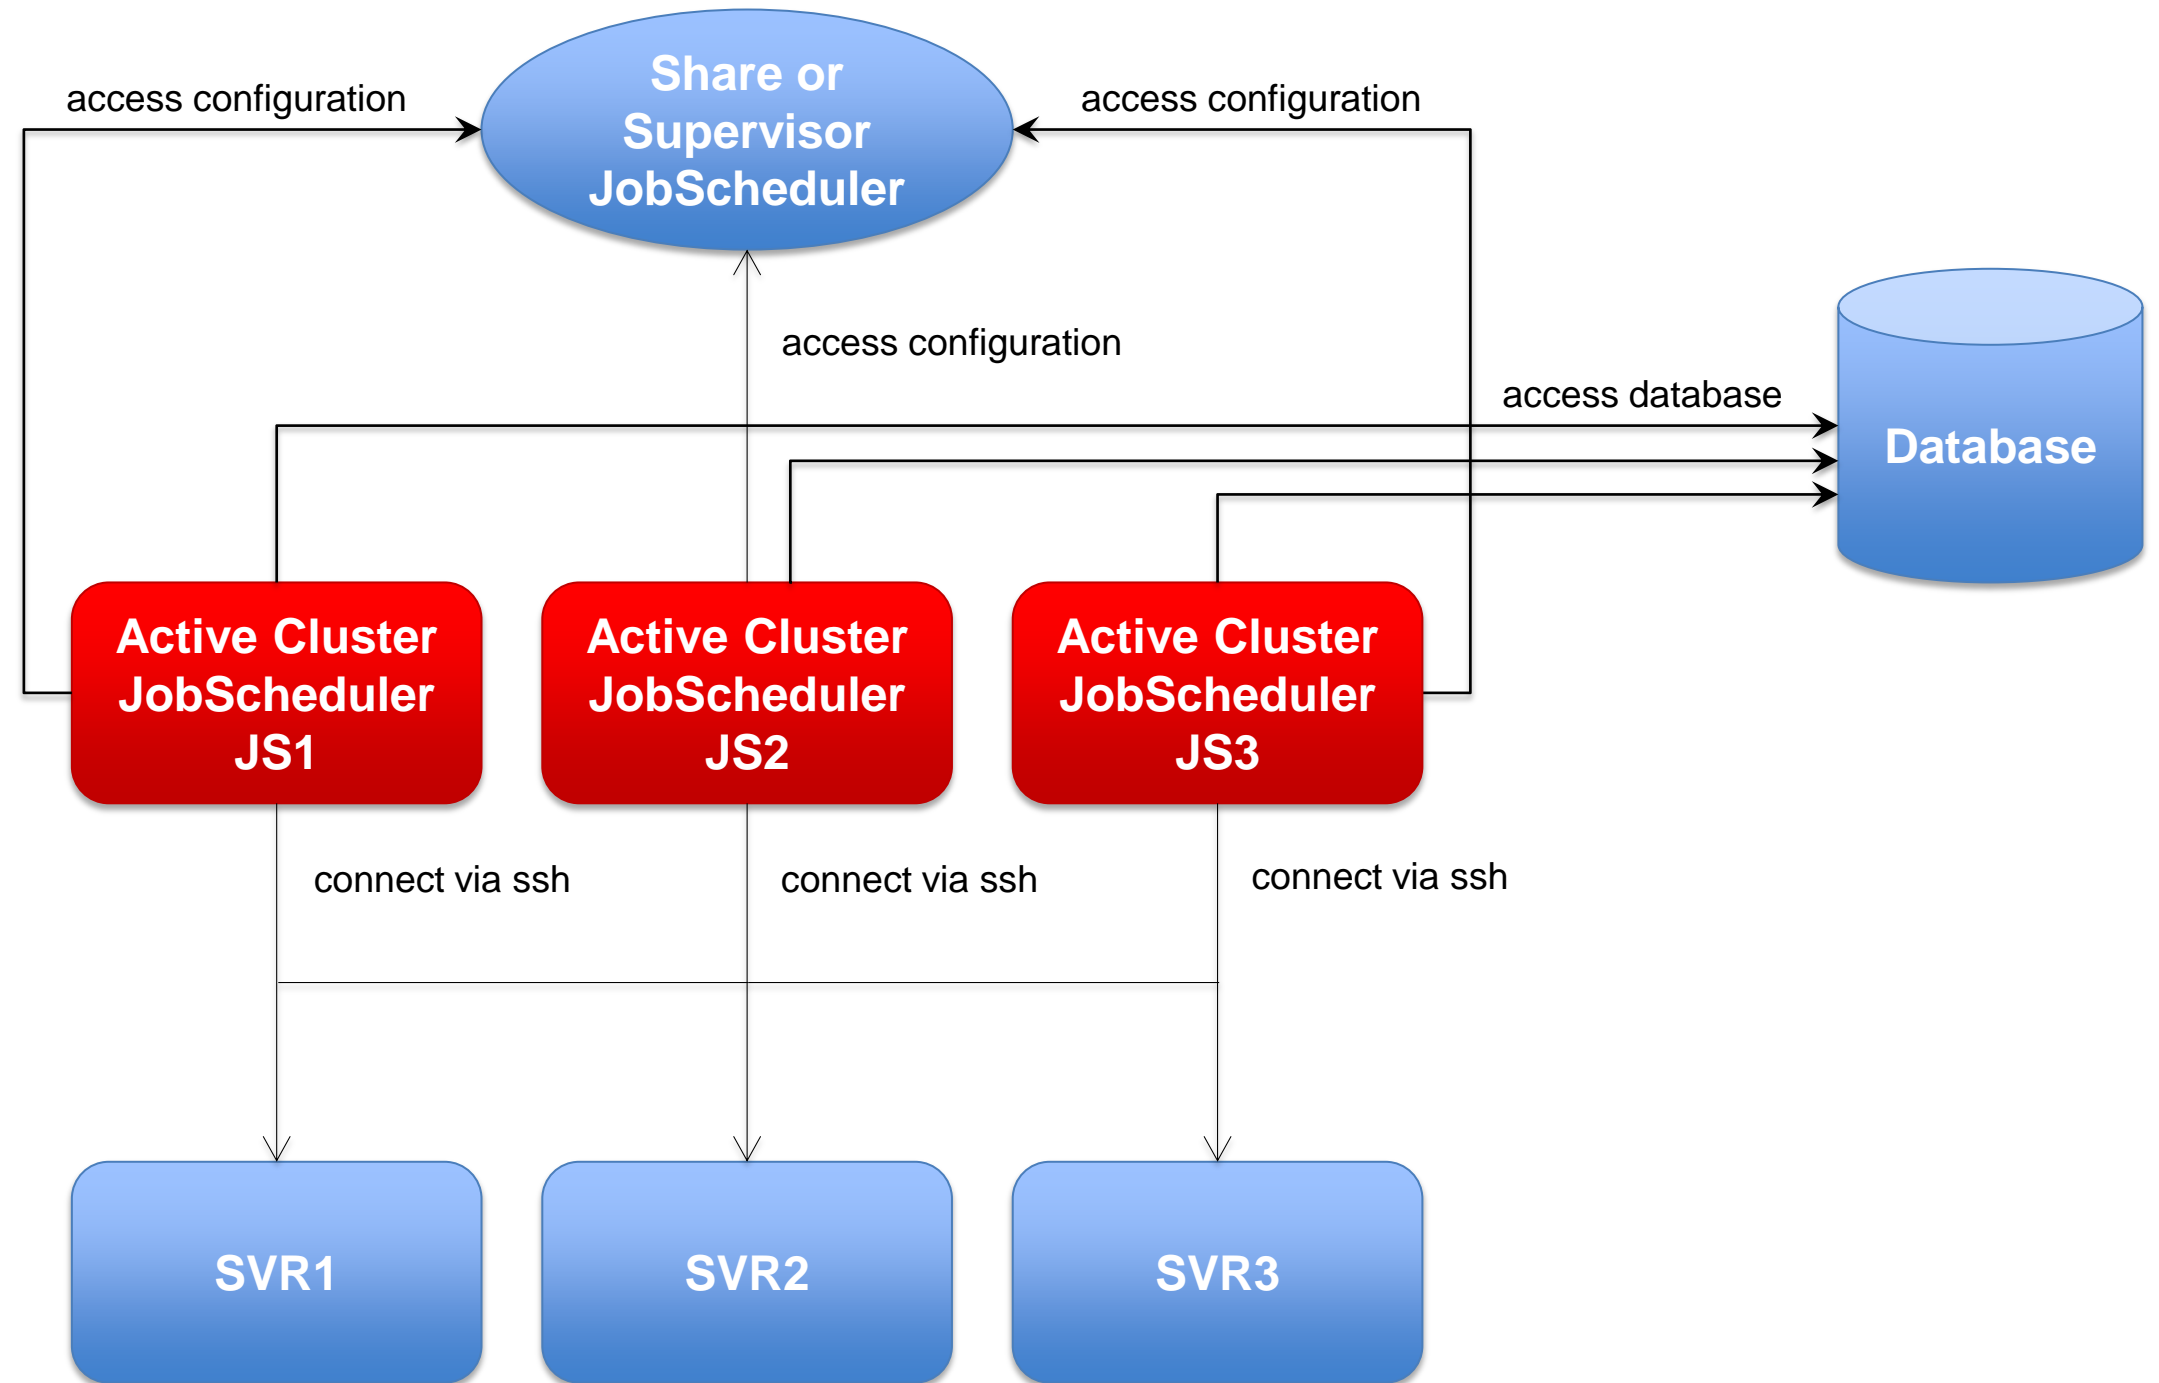 Share or
Supervisor
JobScheduler
access configuration
access configuration
access configuration
access database
Database
Active Cluster
JobScheduler
JS1
Active Cluster
JobScheduler
JS2
Active Cluster
JobScheduler
JS3
connect via ssh
connect via ssh
connect via ssh
SVR1
SVR2
SVR3